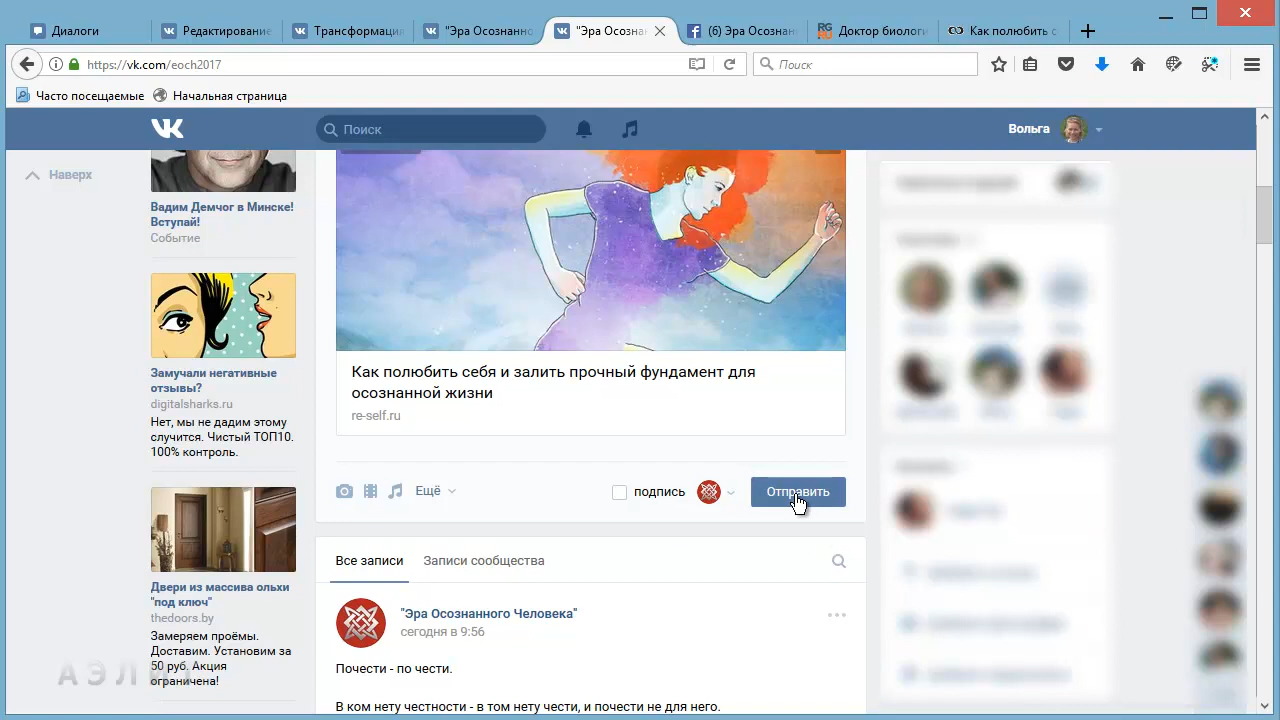 Диалоги
Редактирование
Трансформаци
"Эра Осознанно
"Эра Осозна
(6) Эра Осознан
Доктор биологи
Как полюбить с
https://vk.com/eoch2017
Поиск
Часто посещаемые
Начальная страница
Поиск
Вольга
Наверх
Вадим Демчог в Минске!
Вступай!
Событие
Замучали негативные
отзывы?
digitalsharks.ru
Нет, мы не дадим этому
случится. Чистый ТОП10.
100% контроль.
Двери из массива ольхи
"под ключ"
thedoors.by
Замеряем проёмы.
Доставим. Установим за
50 руб. Акция
ограничена!
Как полюбить себя и залить прочный фундамент для
осознанной жизни
re-self.ru
Ещё
подпись
Отправить
Все записи
Записи сообщества
"Эра Осознанного Человека"
сегодня в 9:56
Почести - по чести.
В ком нету честности - в том нету чести, и почести не для него.